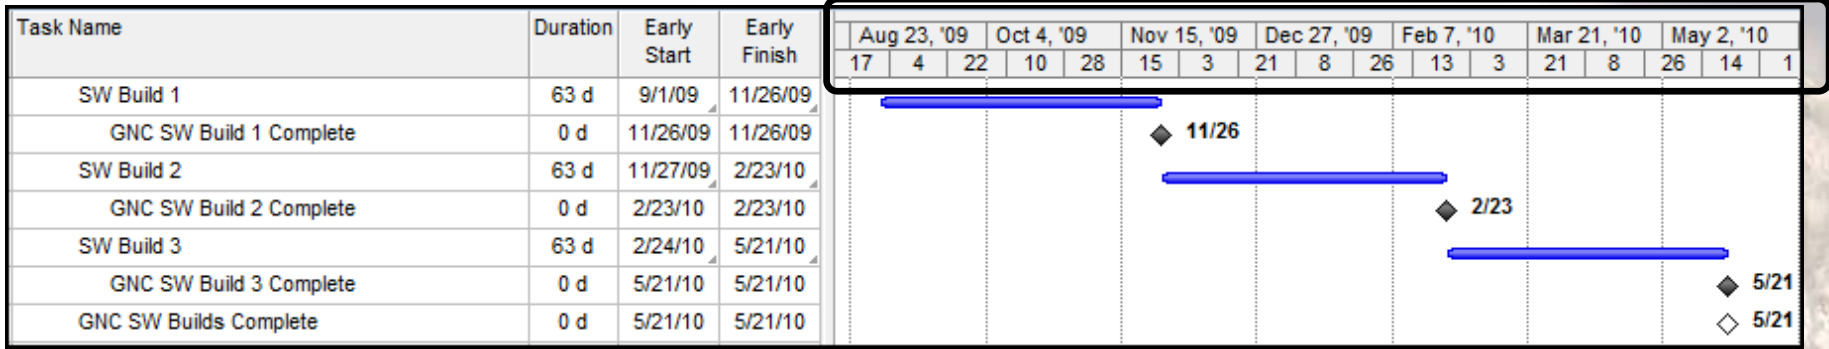 Task Name Duration Early Start Early Finish
Aug 23, '09 Oct 4, '09 Nov 15, '09 Dec 27, '09 Feb 7, '10 Mar 21, '10 May 2, '10
17 4 22 10 28 15 3 21 8 26 13 3 21 8 26 14 1
SW Build 1 63 d 9/1/09 11/26/09
GNC SW Build 1 Complete 0 d 11/26/09 11/26/09 11/26
SW Build 2 63 d 11/27/09 2/23/10
GNC SW Build 2 Complete 0 d 2/23/10 2/23/10 2/23
SW Build 3 63 d 2/24/10 5/21/10
GNC SW Build 3 Complete 0 d 5/21/10 5/21/10 5/21
GNC SW Builds Complete 0 d 5/21/10 5/21/10 5/21